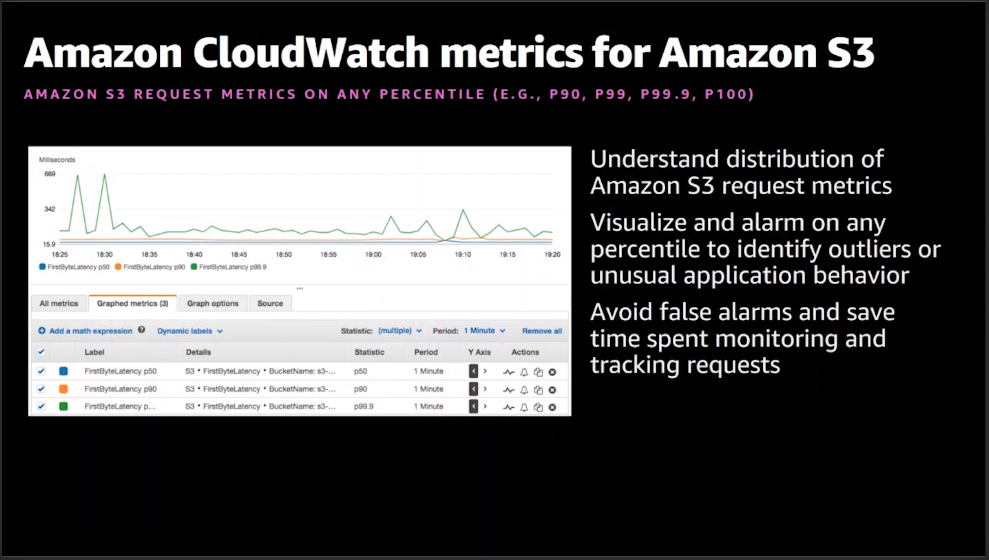 Amazon CloudWatch metrics for Amazon S3
AMAZON S3 REQUEST METRICS ON ANY PERCENTILE (E.G., P90, P99, P99.9, P100)
Milliseconds
669
342
15.9
18:25 18:30 18:35 18:40 18:45 18:50 18:55 19:00 19:05 19:10 19:15 19:20
FirstByteLatency p50 FirstByteLatency p90 FirstByteLatency p99.9
All metrics Graphed metrics (3) Graph options Source
Add a math expression Dynamic labels Statistic: (multiple) Period: 1 Minute Remove all
Label Details Statistic Period Y Axis Actions
FirstByteLatency p50 S3 • FirstByteLatency • BucketName: s3-... p50 1 Minute
FirstByteLatency p90 S3 • FirstByteLatency • BucketName: s3-... p90 1 Minute
FirstByteLatency p... S3 • FirstByteLatency • BucketName: s3-... p99.9 1 Minute
Understand distribution of
Amazon S3 request metrics
Visualize and alarm on any
percentile to identify outliers or
unusual application behavior
Avoid false alarms and save
time spent monitoring and
tracking requests